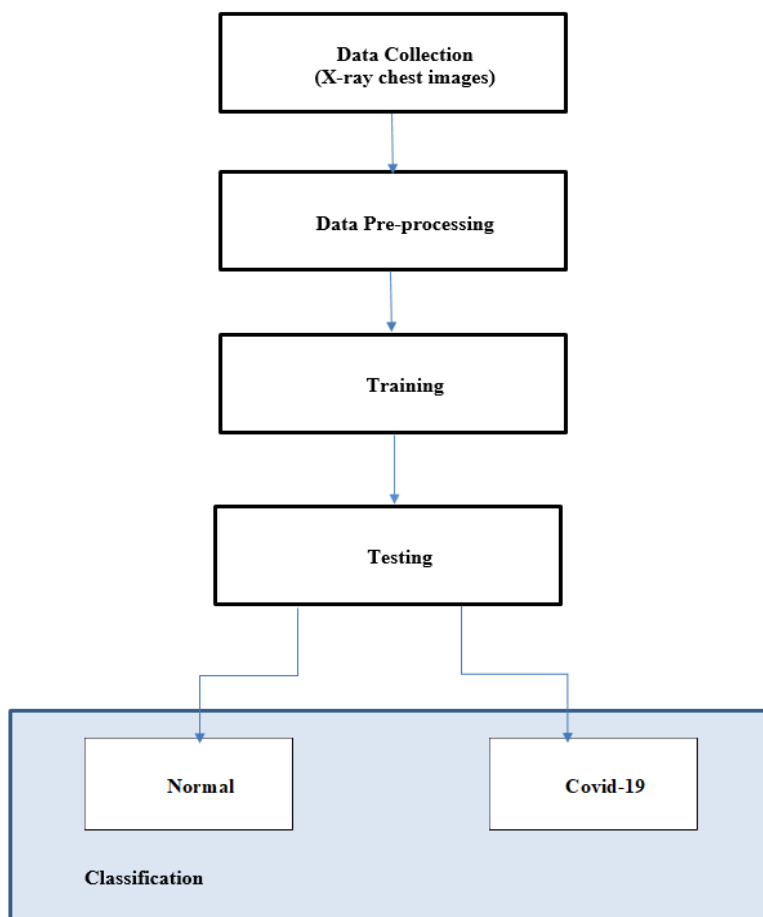 Data Collection
(X-ray chest images)
Data Pre-processing
Training
Testing
Normal
Covid-19
Classification